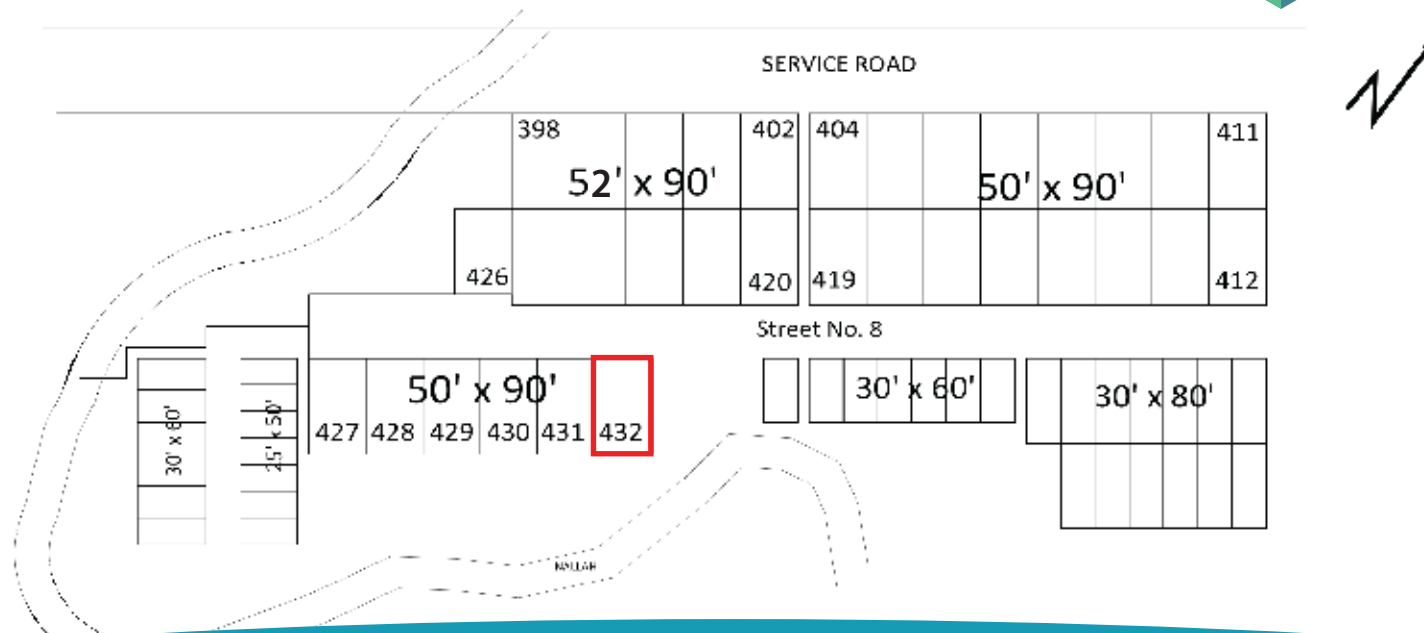 SERVICE ROAD
398
402
404
411
52' x 90'
50' x 90'
426
420
419
412
Street No. 8
50' x 90'
30' x 60'
30' x 80'
30' x 60'
25' x 50'
427
428
429
430
431
432
NALLAH
N